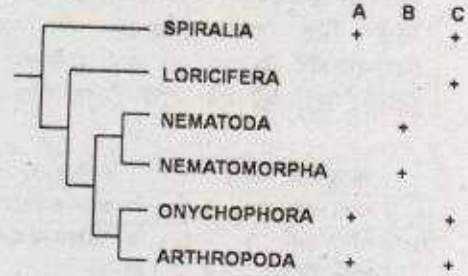 A B C
SPIRALIA + +
LORICIFERA +
NEMATODA +
NEMATOMORPHA +
ONYCHOPHORA + +
ARTHROPODA + +